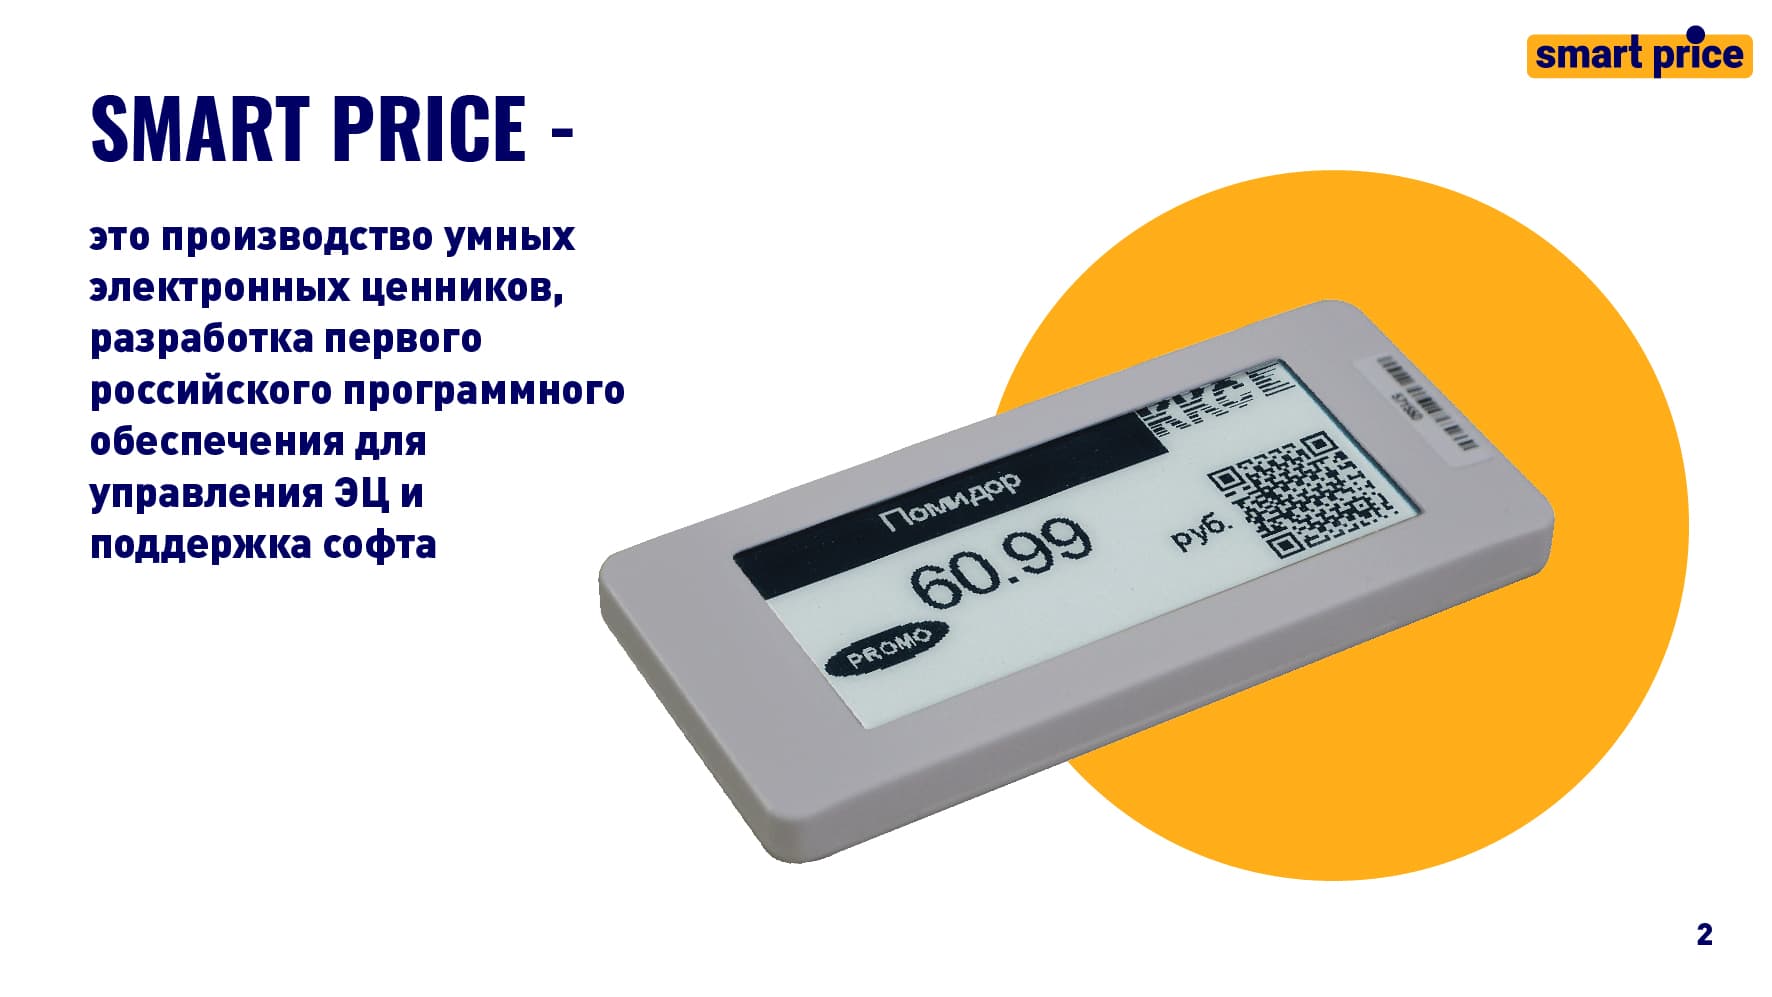 smart price
SMART PRICE -
это производство умных
электронных ценников,
разработка первого
российского программного
обеспечения для
управления ЭЦ и
поддержка софта
Помидор
60.99
руб.
PROMO
2